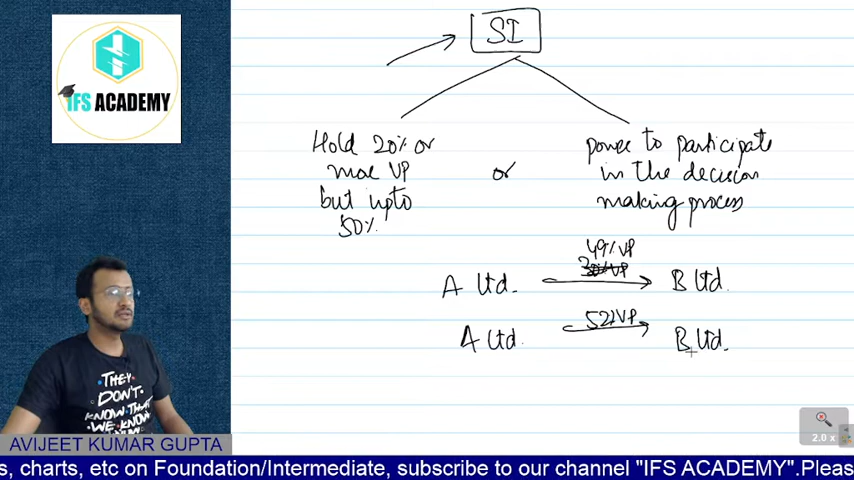 SI
IFS ACADEMY
Hold 20% or
more VP
but upto
50%
or
power to participate
in the decision
making process
49% VP
30% VP
A Ltd.
B Ltd.
52% VP
A Ltd.
B Ltd.
THEY
DON'T
KNOW THAT
WE KNOW
2.0 x
AVIJEET KUMAR GUPTA
s, charts, etc on Foundation/Intermediate, subscribe to our channel "IFS ACADEMY".Pleas